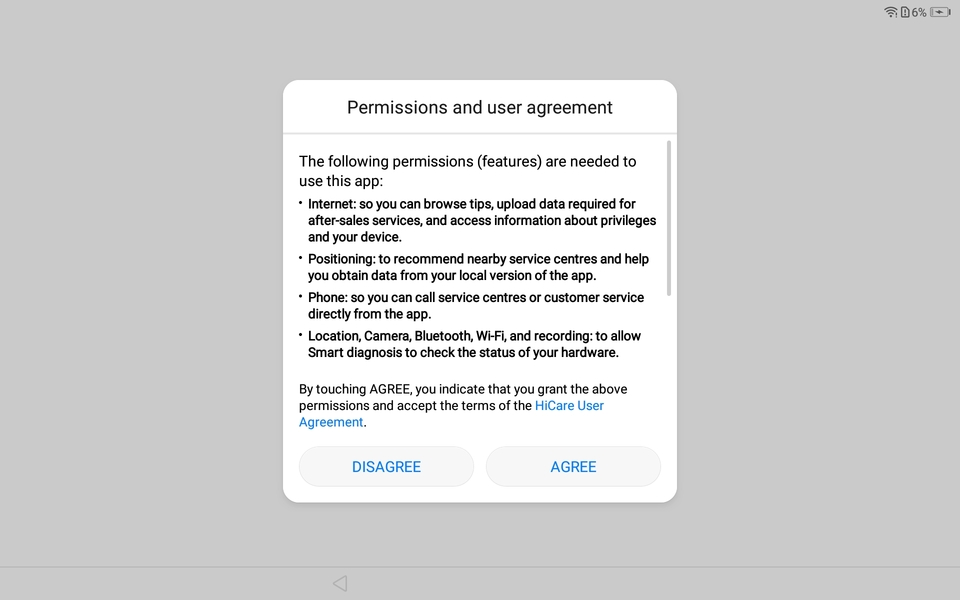 6%
Permissions and user agreement
The following permissions (features) are needed to
use this app:
• Internet: so you can browse tips, upload data required for
after-sales services, and access information about privileges
and your device.
• Positioning: to recommend nearby service centres and help
you obtain data from your local version of the app.
• Phone: so you can call service centres or customer service
directly from the app.
• Location, Camera, Bluetooth, Wi-Fi, and recording: to allow
Smart diagnosis to check the status of your hardware.
By touching AGREE, you indicate that you grant the above
permissions and accept the terms of the HiCare User
Agreement.
DISAGREE
AGREE